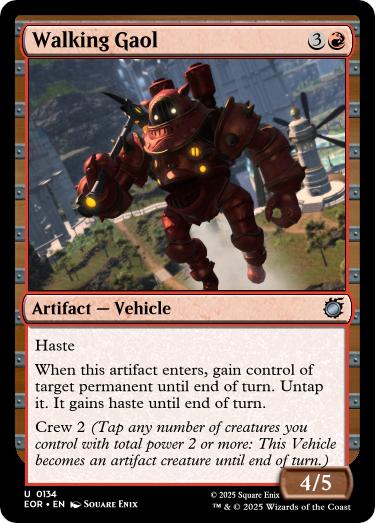 Walking Gaol 3
Artifact — Vehicle
Haste
When this artifact enters, gain control of
target permanent until end of turn. Untap
it. It gains haste until end of turn.
Crew 2 (Tap any number of creatures you
control with total power 2 or more: This Vehicle
becomes an artifact creature until end of turn.)
4/5
U 0134
EOR • EN Square Enix
© 2025 Square Enix
™ & © 2025 Wizards of the Coast